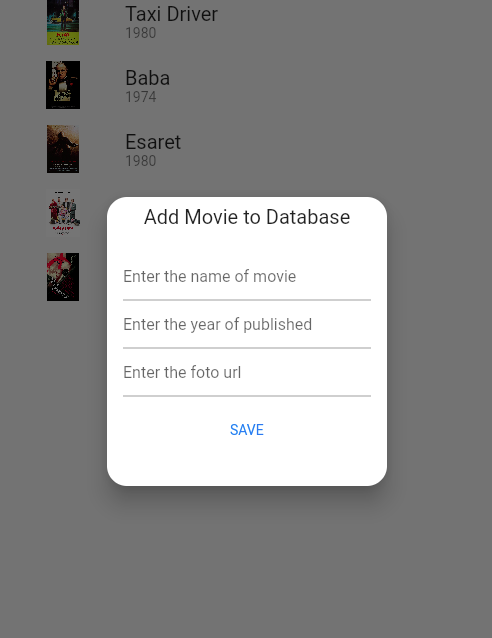 Taxi Driver
1980
Baba
1974
Esaret
1980
Add Movie to Database
Enter the name of movie
Enter the year of published
Enter the foto url
SAVE